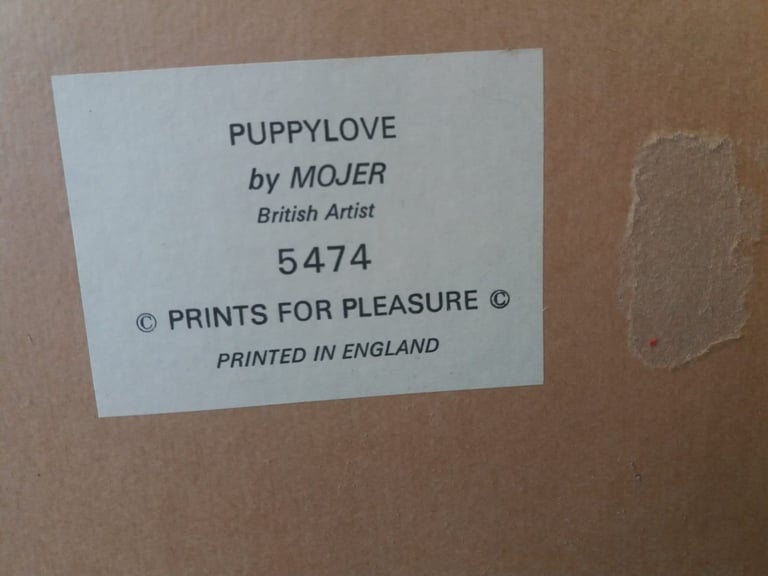 PUPPYLOVE
by MOJER
British Artist
5474
© PRINTS FOR PLEASURE ©
PRINTED IN ENGLAND